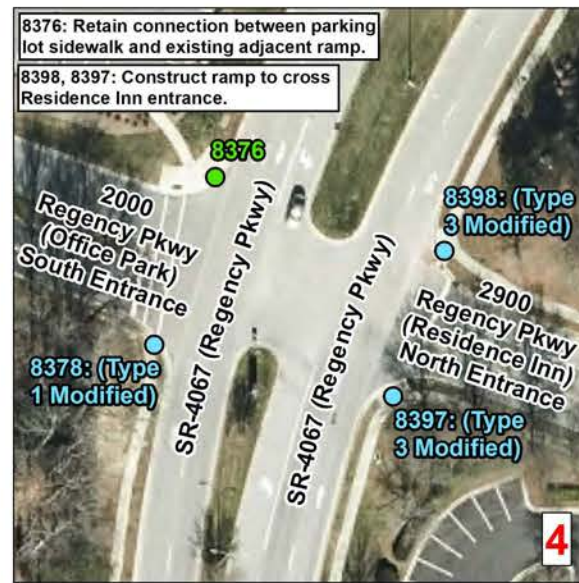 8376: Retain connection between parking
lot sidewalk and existing adjacent ramp.
8398, 8397: Construct ramp to cross
Residence Inn entrance.
8376
2000
Regency Pkwy
(Office Park)
South Entrance
SR-4067 (Regency Pkwy)
8398: (Type
3 Modified)
2900
Regency Pkwy
(Residence Inn)
North Entrance
8378: (Type
1 Modified)
SR-4067 (Regency Pkwy)
8397: (Type
3 Modified)
4